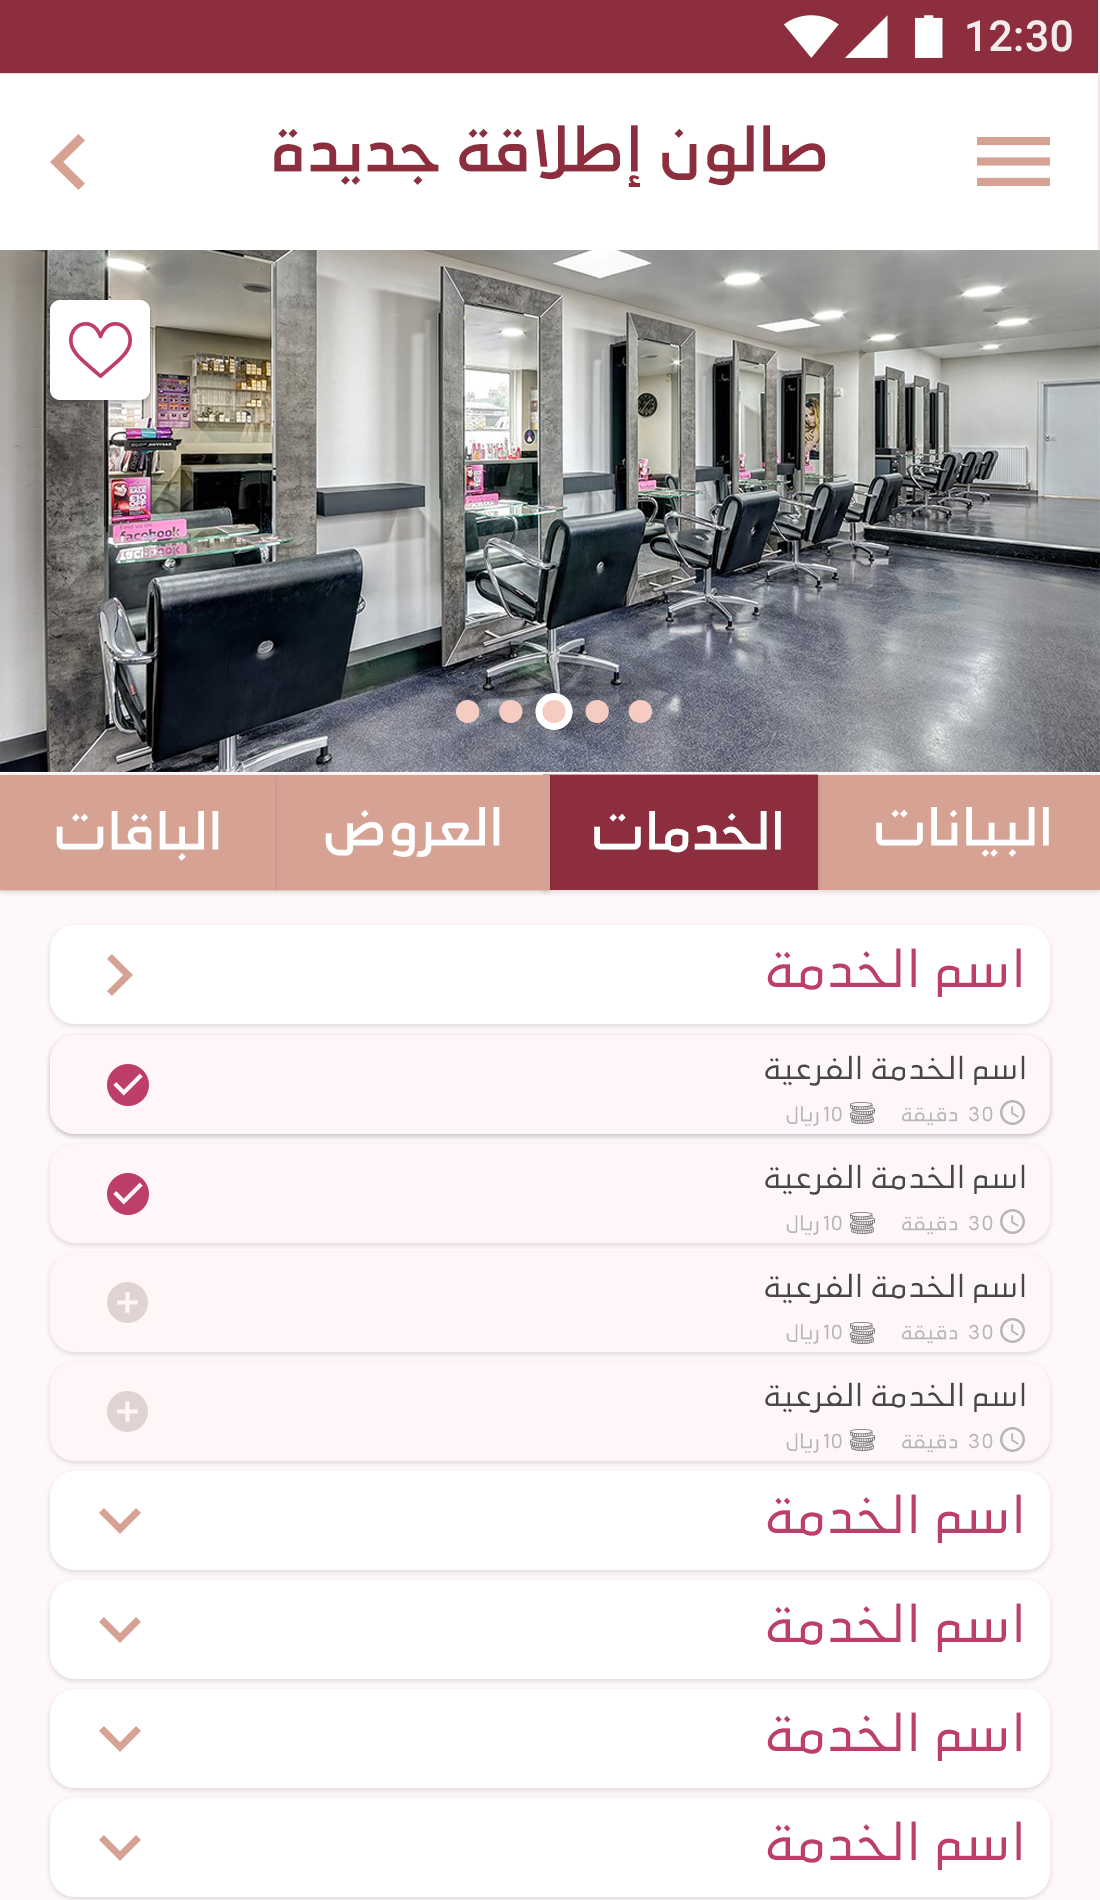 12:30
صالون إطلاقة جديدة
facebook
البيانات الخدمات العروض الباقات
اسم الخدمة
اسم الخدمة الفرعية
30 دقيقة 10 ريال
اسم الخدمة الفرعية
30 دقيقة 10 ريال
اسم الخدمة الفرعية
30 دقيقة 10 ريال
اسم الخدمة الفرعية
30 دقيقة 10 ريال
اسم الخدمة
اسم الخدمة
اسم الخدمة
اسم الخدمة